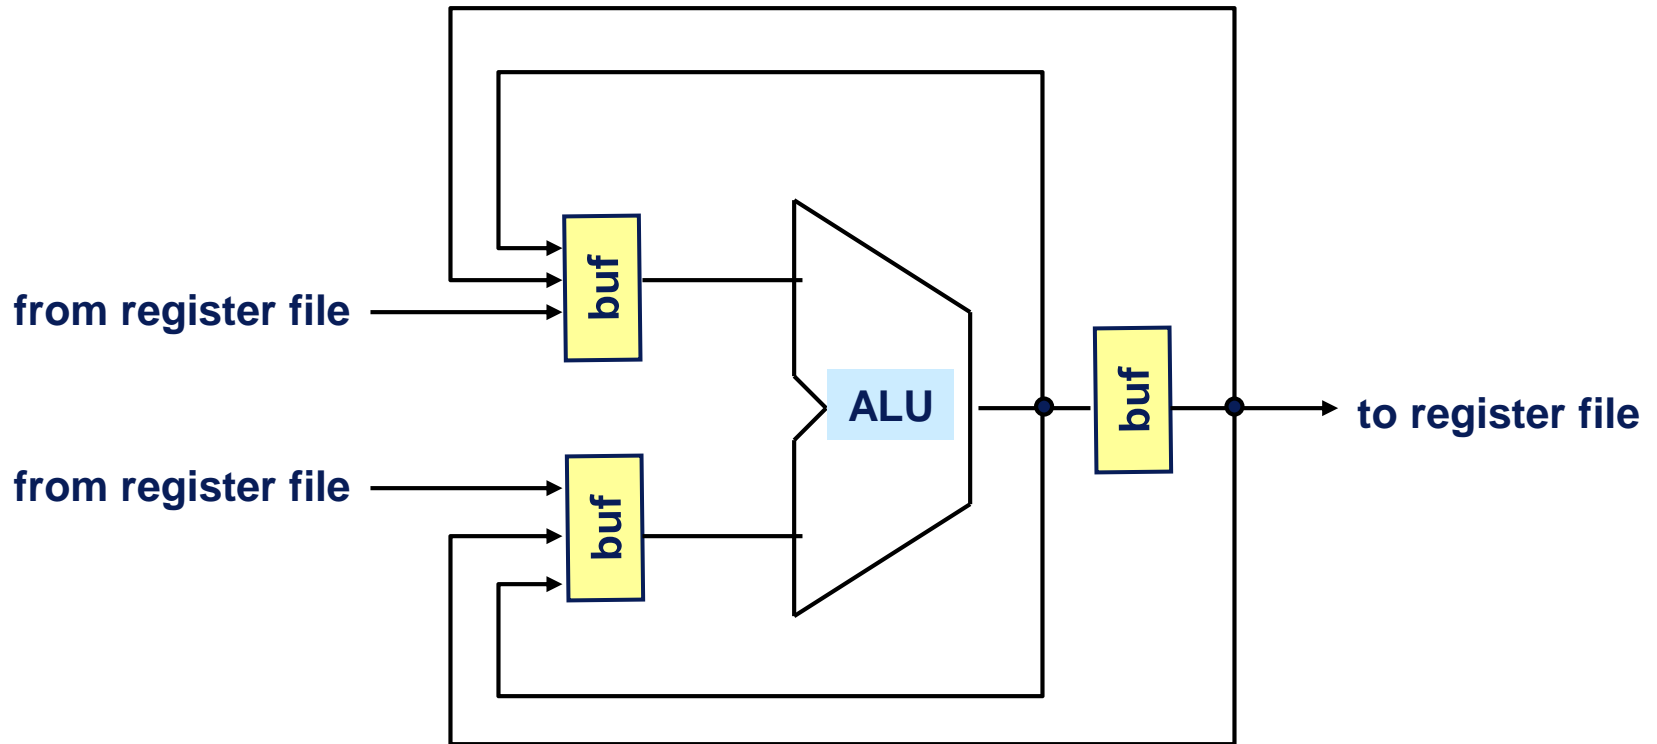 buf
from register file
ALU
buf
to register file
from register file
buf